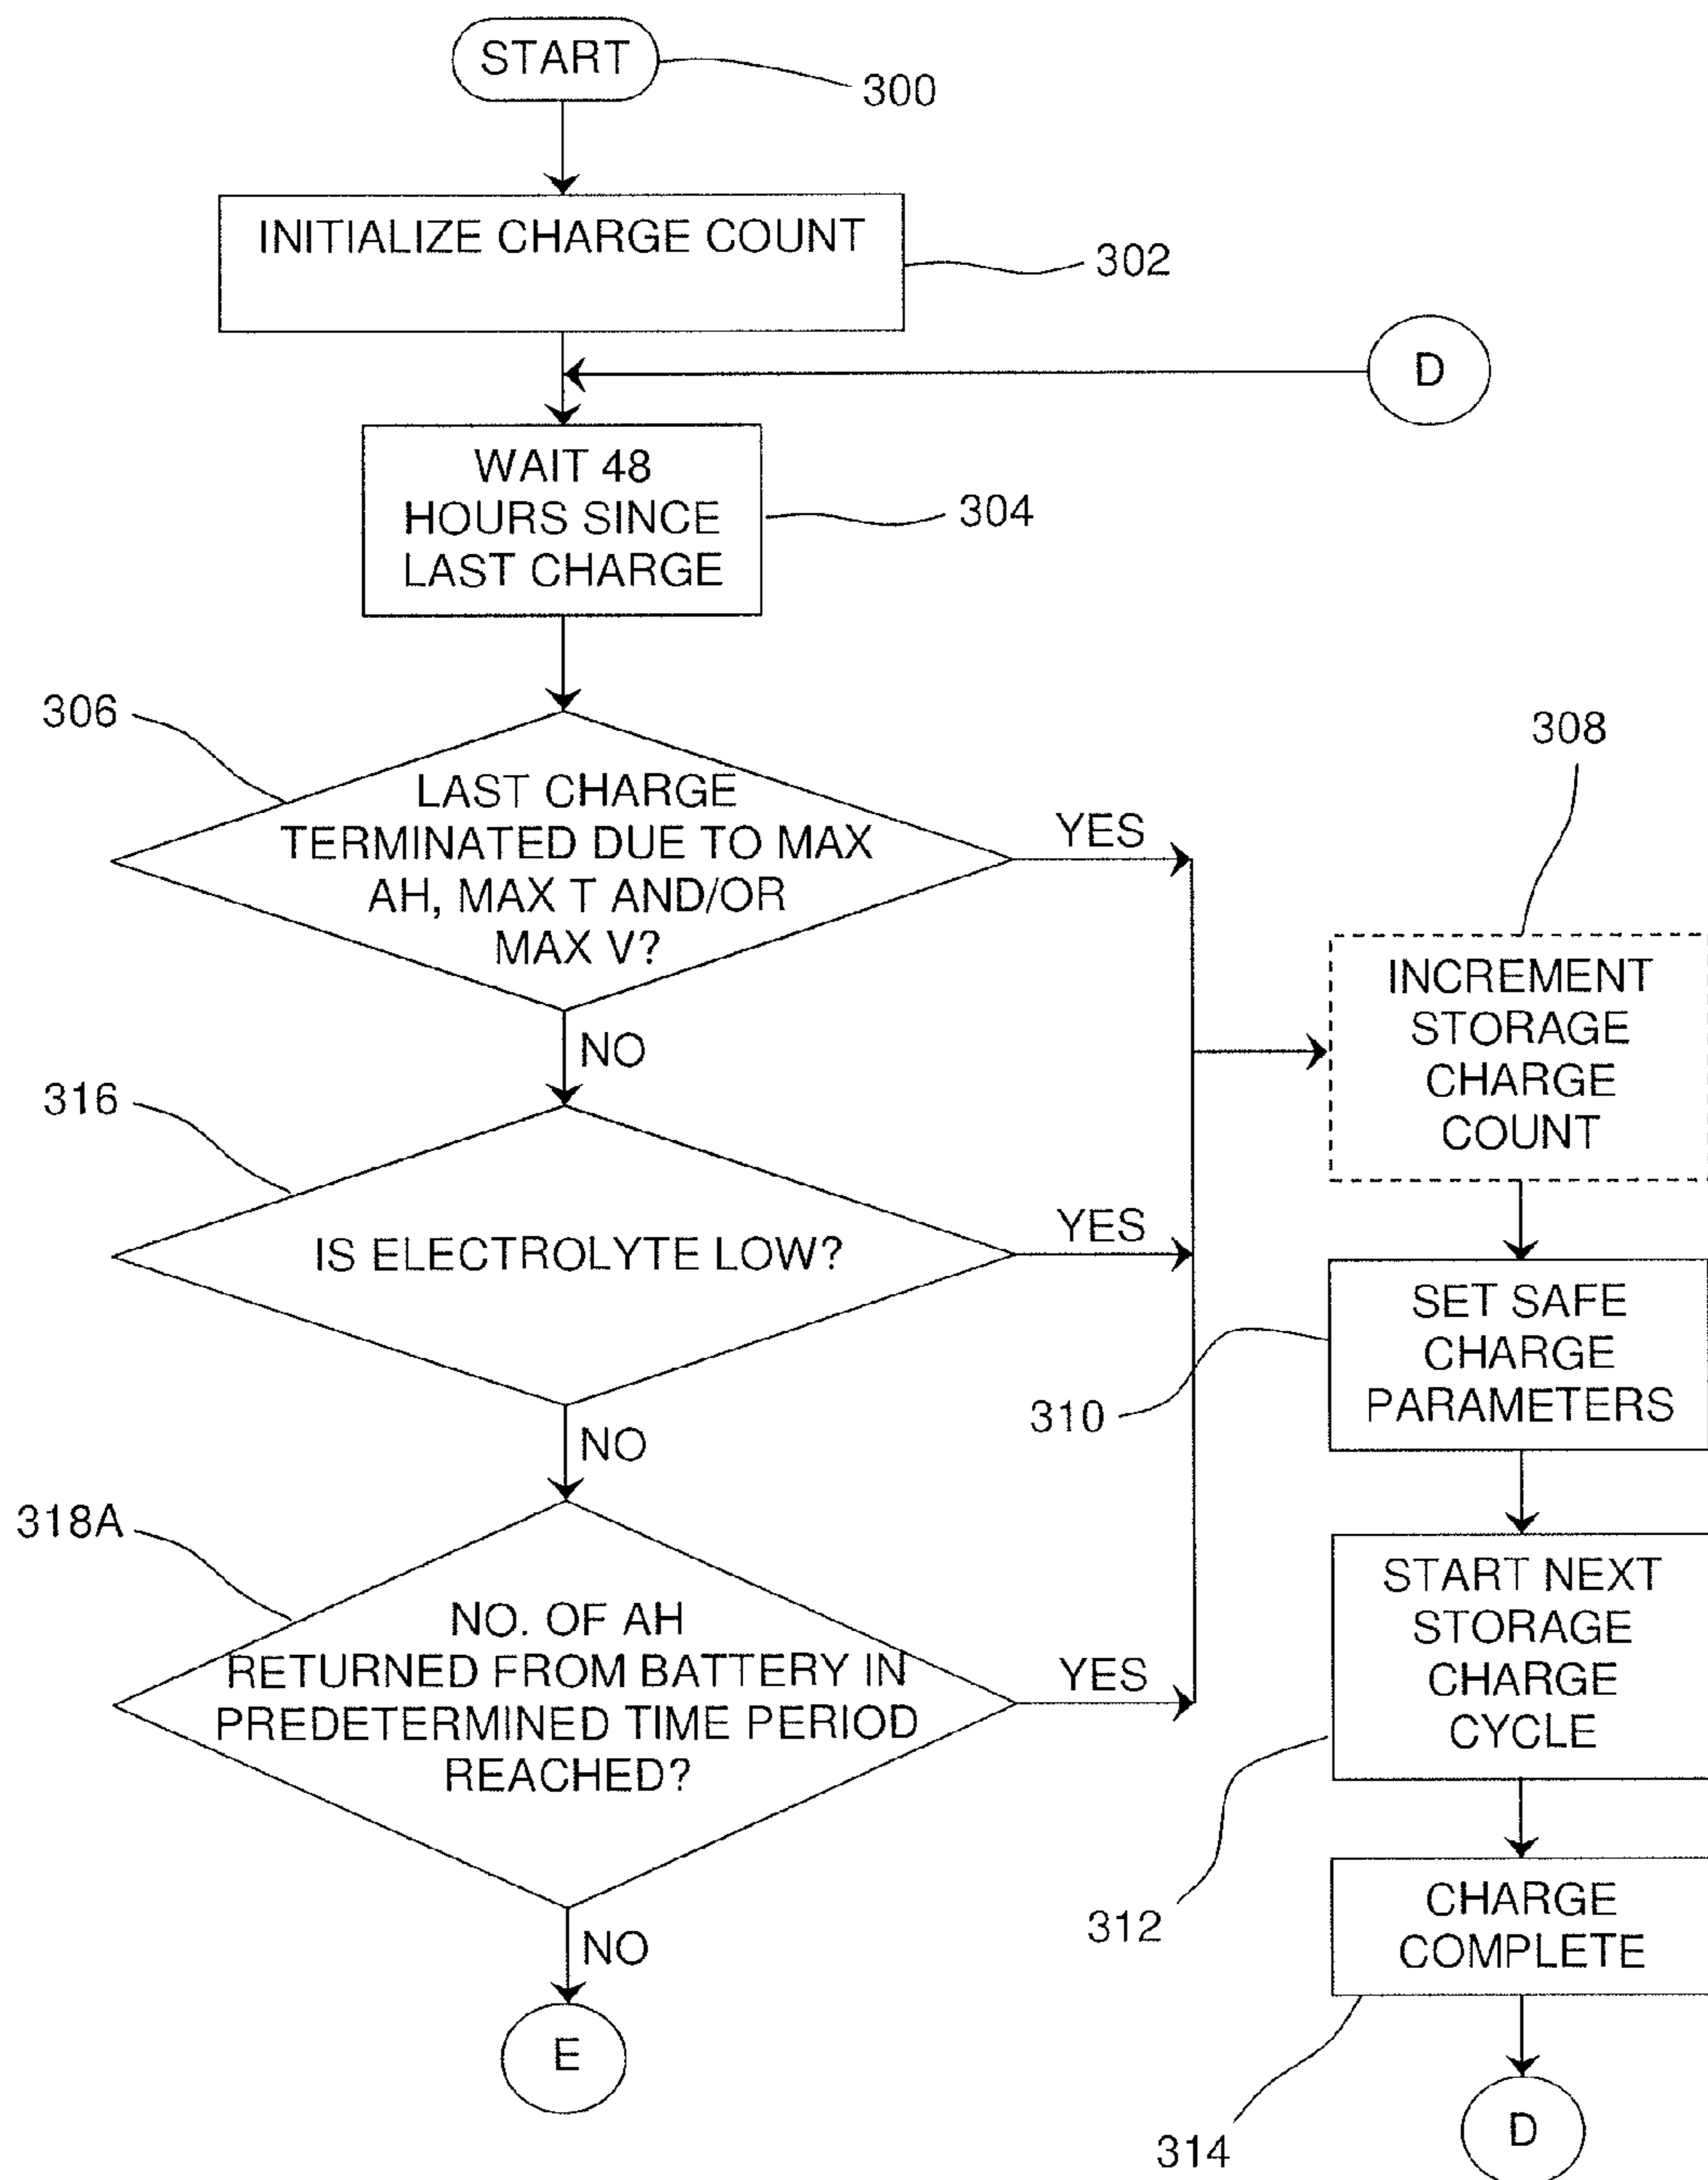 START
300
INITIALIZE CHARGE COUNT
302
D
WAIT 48
HOURS SINCE
LAST CHARGE
304
306
LAST CHARGE
TERMINATED DUE TO MAX
AH, MAX T AND/OR
MAX V?
YES
NO
308
INCREMENT
STORAGE
CHARGE
COUNT
316
IS ELECTROLYTE LOW?
YES
NO
SET SAFE
CHARGE
PARAMETERS
310
318A
NO. OF AH
RETURNED FROM BATTERY IN
PREDETERMINED TIME PERIOD
REACHED?
YES
NO
START NEXT
STORAGE
CHARGE
CYCLE
312
CHARGE
COMPLETE
314
E
D